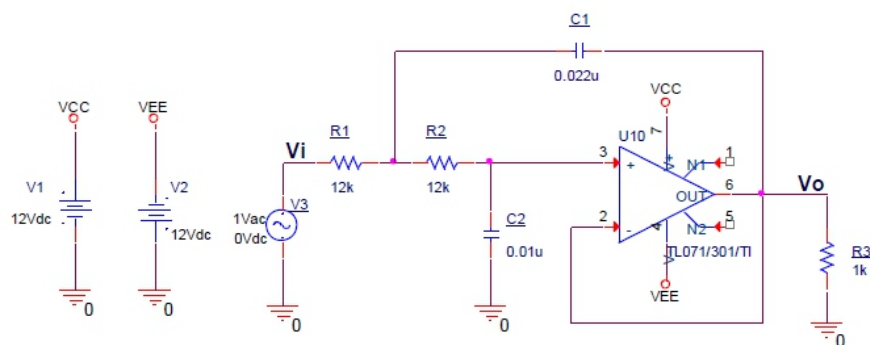 C1
0.022u
VCC
VEE
VCC
U10
V1
12Vdc
V2
12Vdc
Vi
R1
12k
R2
12k
V3
1Vac
0Vdc
C2
0.01u
7
V+
3
+
2
-
N1
1
OUT
6
N2
5
4
V-
TL071/301/TI
VEE
Vo
R3
1k
0
0
0
0
0